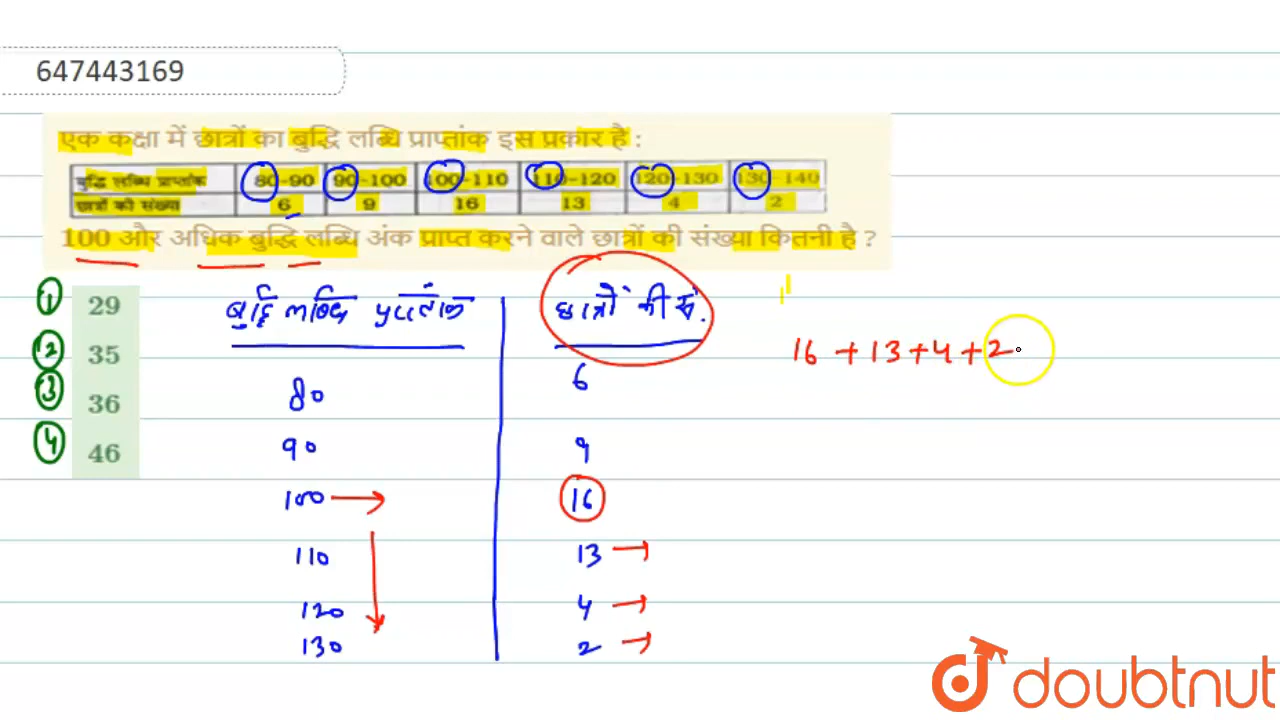 647443169
एक कक्षा में छात्रों का बुद्धि लब्धि प्राप्तांक इस प्रकार है :
बुद्धि लब्धि प्राप्तांक 80-90 90-100 100-110 110-120 120-130 130-140
छात्रों की संख्या 6 9 16 13 4 2
100 और अधिक बुद्धि लब्धि अंक प्राप्त करने वाले छात्रों की संख्या कितनी है ?
1 29
2 35
3 36
4 46
बुद्धि लब्धि छात्रों की सं.
16 + 13 + 4 + 2
80 6
90 9
100 16
110 13
120 4
130 2
doubtnut